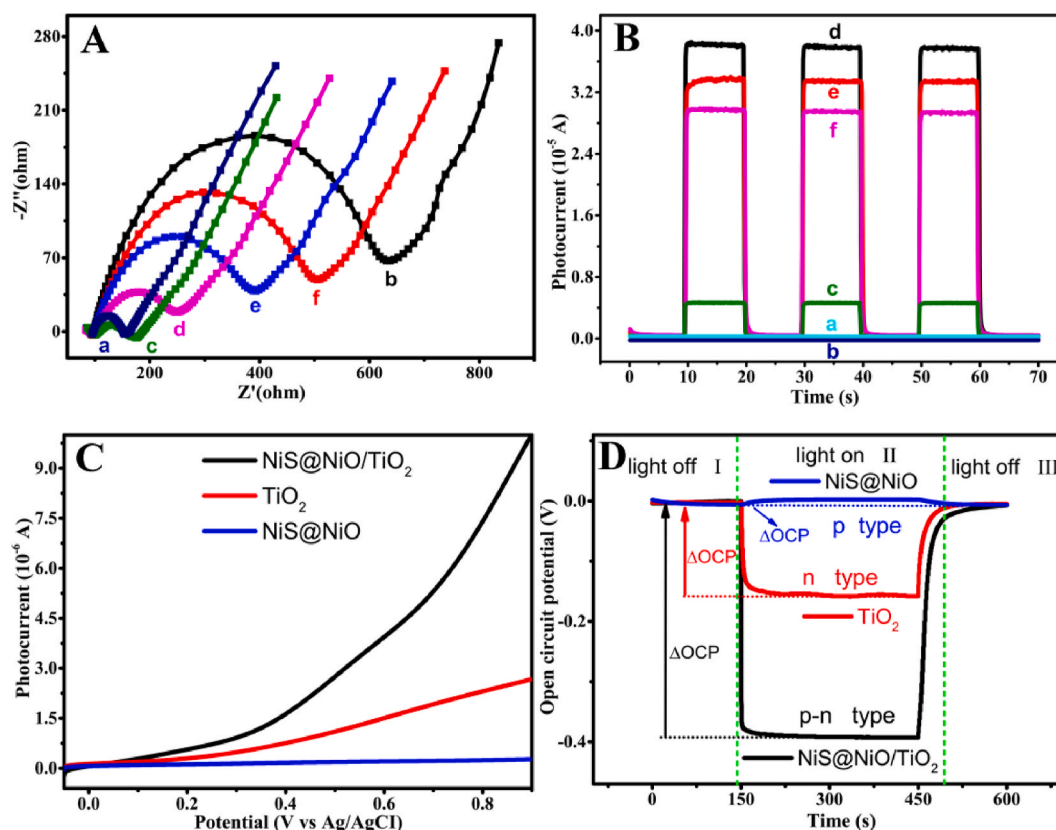 A
280
210
140
70
0
-Z''(ohm)
a
c
d
e
f
b
200
400
600
800
Z'(ohm)
B
4.0
3.2
2.4
1.6
0.8
0.0
Photocurrent (10⁻⁵ A)
d
e
f
c
a
b
0
10
20
30
40
50
60
70
Time (s)
C
9.0
7.5
6.0
4.5
3.0
1.5
0.0
Photocurrent (10⁻⁶ A)
NiS@NiO/TiO₂
TiO₂
NiS@NiO
0.0
0.2
0.4
0.6
0.8
Potential (V vs Ag/AgCl)
D
light off I
light on II
light off III
NiS@NiO
0.0
-0.2
-0.4
Open circuit potential (V)
ΔOCP
p type
ΔOCP
n type
TiO₂
ΔOCP
p-n type
NiS@NiO/TiO₂
0
150
300
450
600
Time (s)